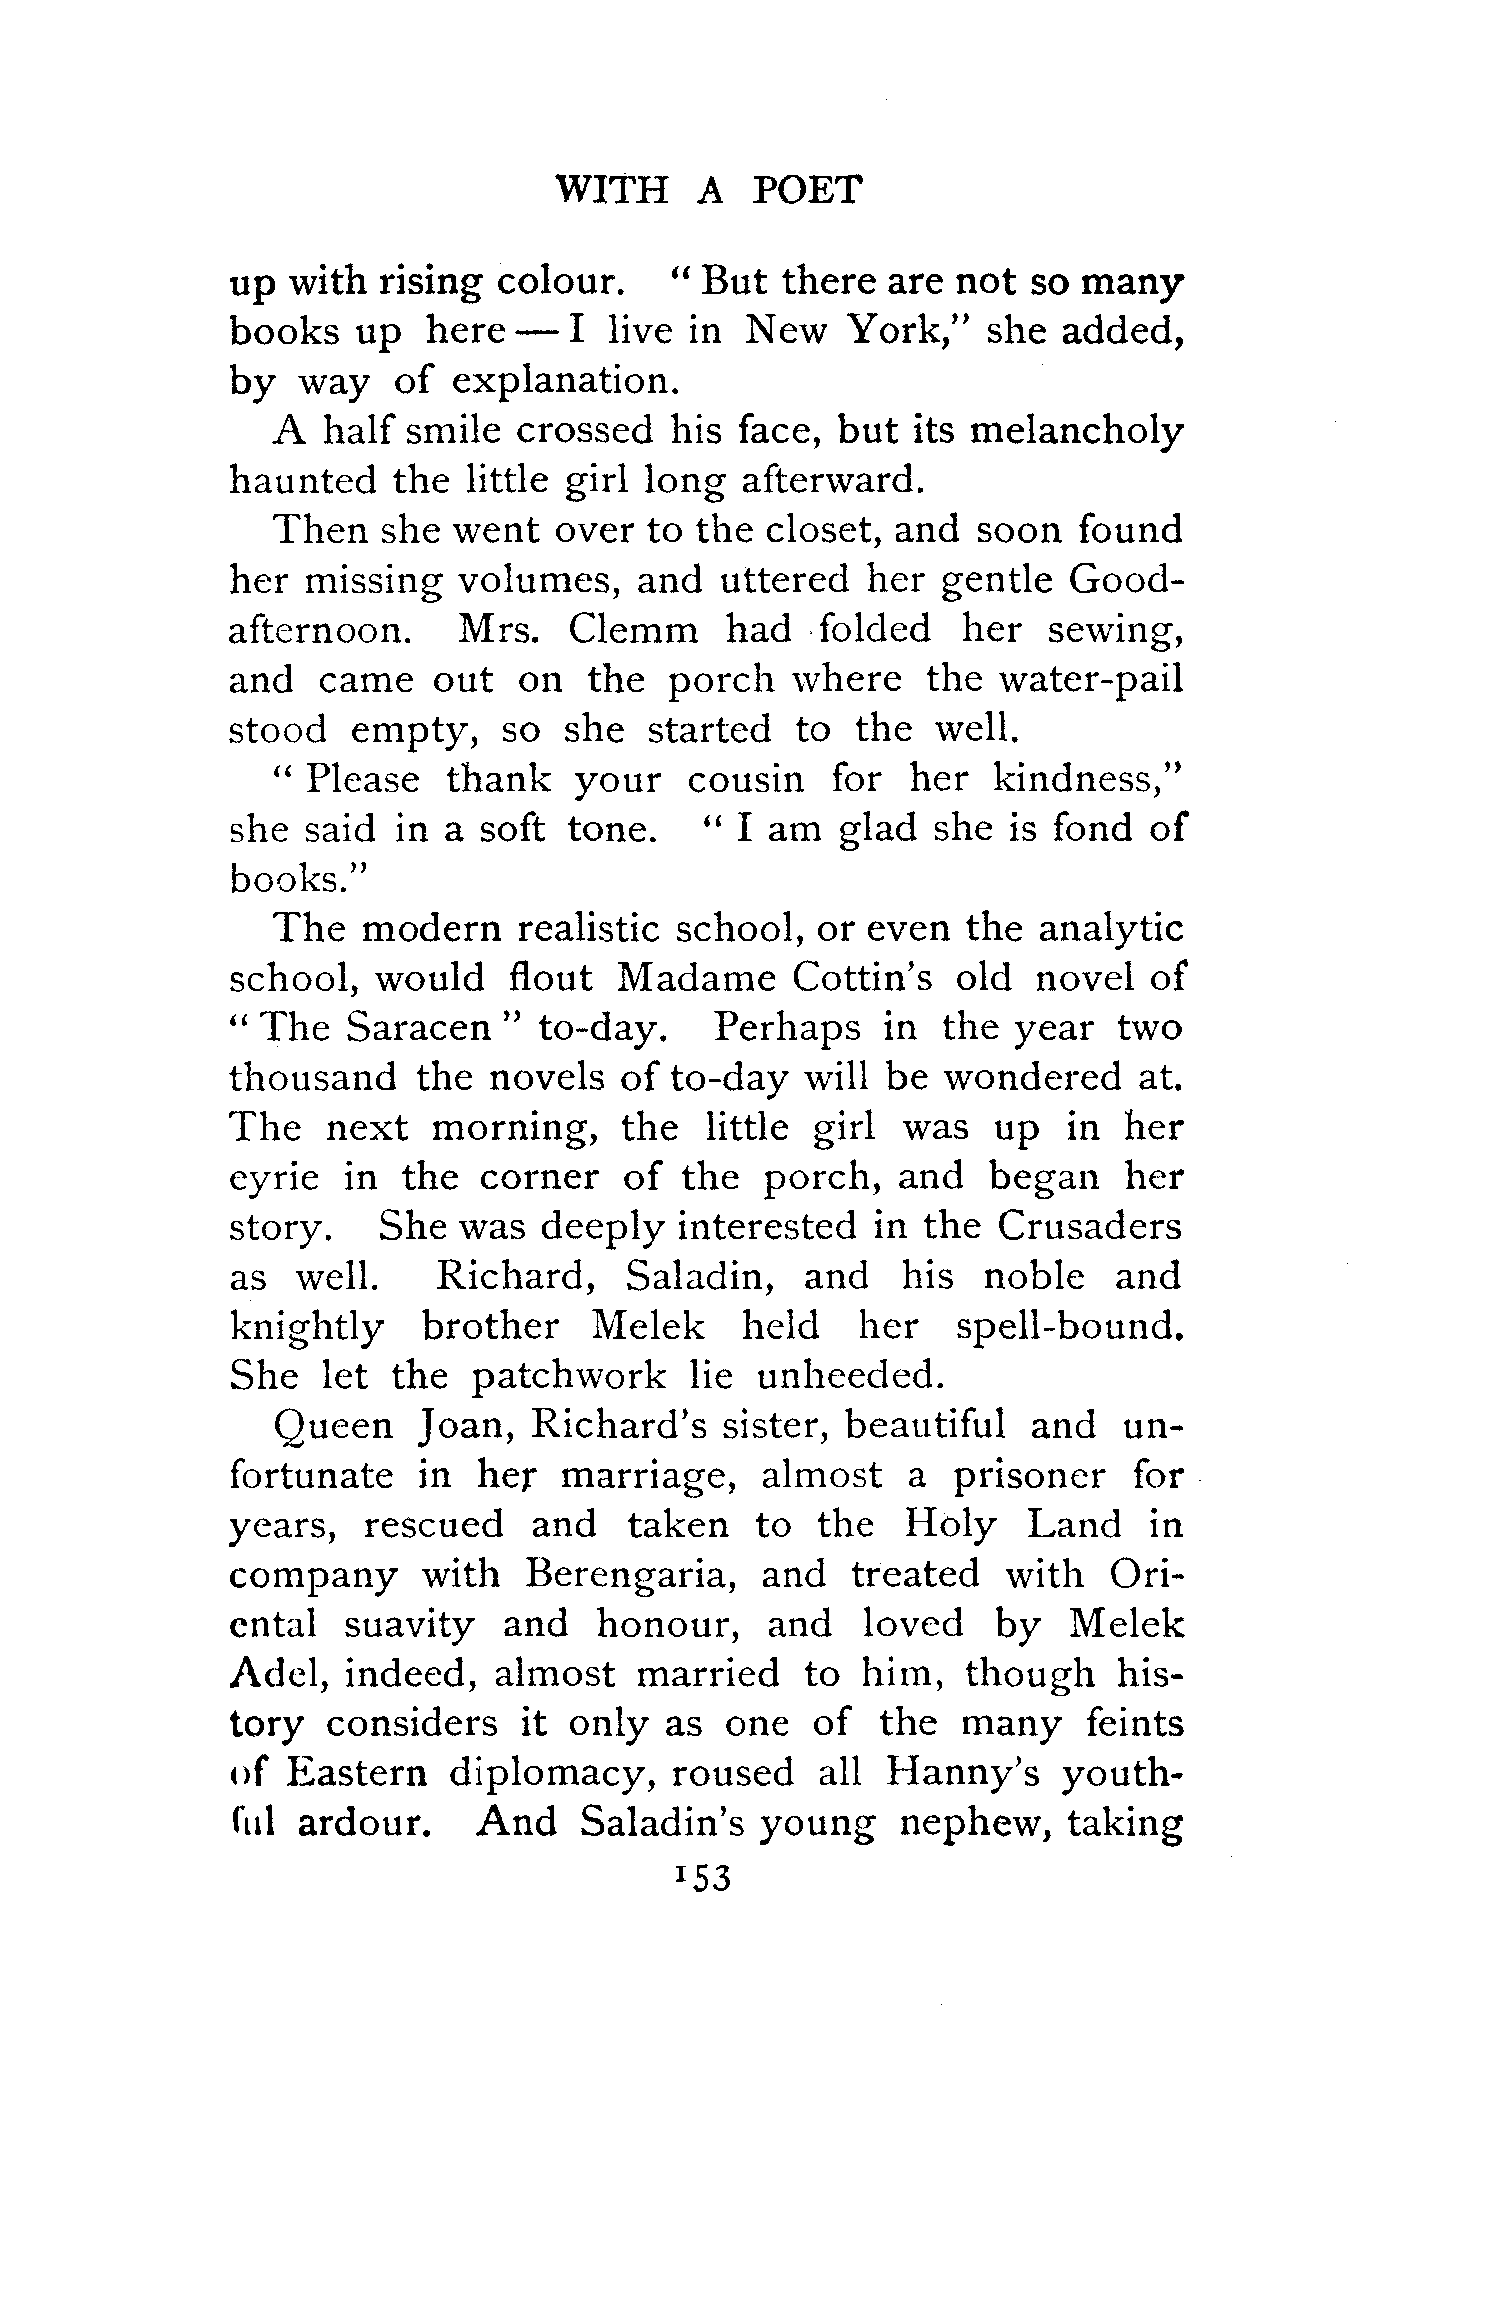 WITH A POET
up with rising colour. " But there are not so many
books up here — I live in New York," she added,
by way of explanation.
A half smile crossed his face, but its melancholy
haunted the little girl long afterward.
Then she went over to the closet, and soon found
her missing volumes, and uttered her gentle Good-
afternoon. Mrs. Clemm had folded her sewing,
and came out on the porch where the water-pail
stood empty, so she started to the well.
" Please thank your cousin for her kindness,"
she said in a soft tone. " I am glad she is fond of
books."
The modern realistic school, or even the analytic
school, would flout Madame Cottin's old novel of
" The Saracen " to-day. Perhaps in the year two
thousand the novels of to-day will be wondered at.
The next morning, the little girl was up in her
eyrie in the corner of the porch, and began her
story. She was deeply interested in the Crusaders
as well. Richard, Saladin, and his noble and
knightly brother Melek held her spell-bound.
She let the patchwork lie unheeded.
Queen Joan, Richard's sister, beautiful and un-
fortunate in her marriage, almost a prisoner for
years, rescued and taken to the Holy Land in
company with Berengaria, and treated with Ori-
ental suavity and honour, and loved by Melek
Adel, indeed, almost married to him, though his-
tory considers it only as one of the many feints
of Eastern diplomacy, roused all Hanny's youth-
ful ardour. And Saladin's young nephew, taking
153